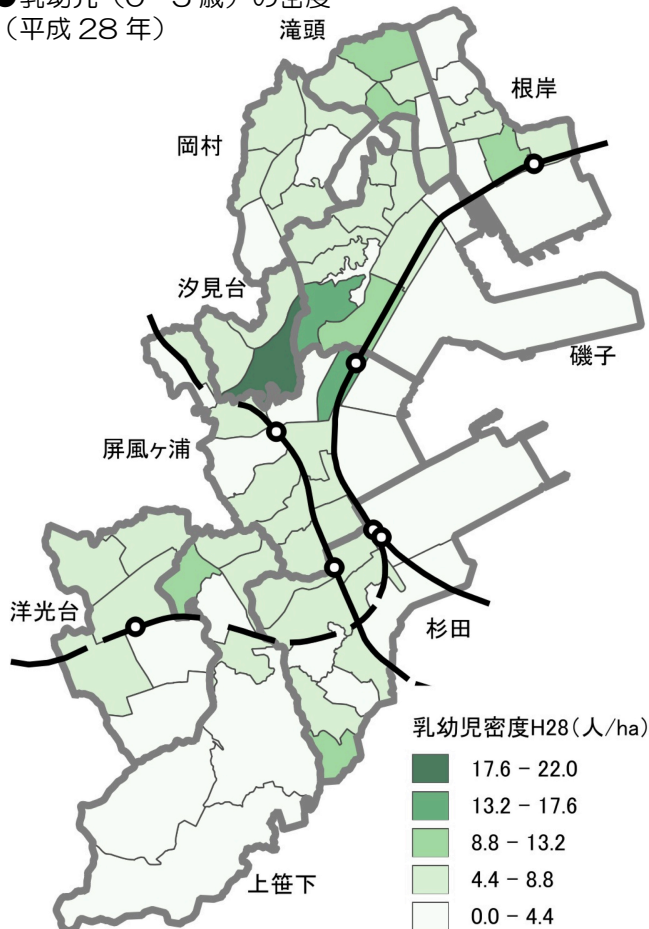 （平成 28 年）
滝頭
根岸
岡村
汐見台
磯子
屏風ヶ浦
洋光台
杉田
上笹下
乳幼児密度H28(人/ha)
17.6 － 22.0
13.2 － 17.6
8.8 － 13.2
4.4 － 8.8
0.0 － 4.4